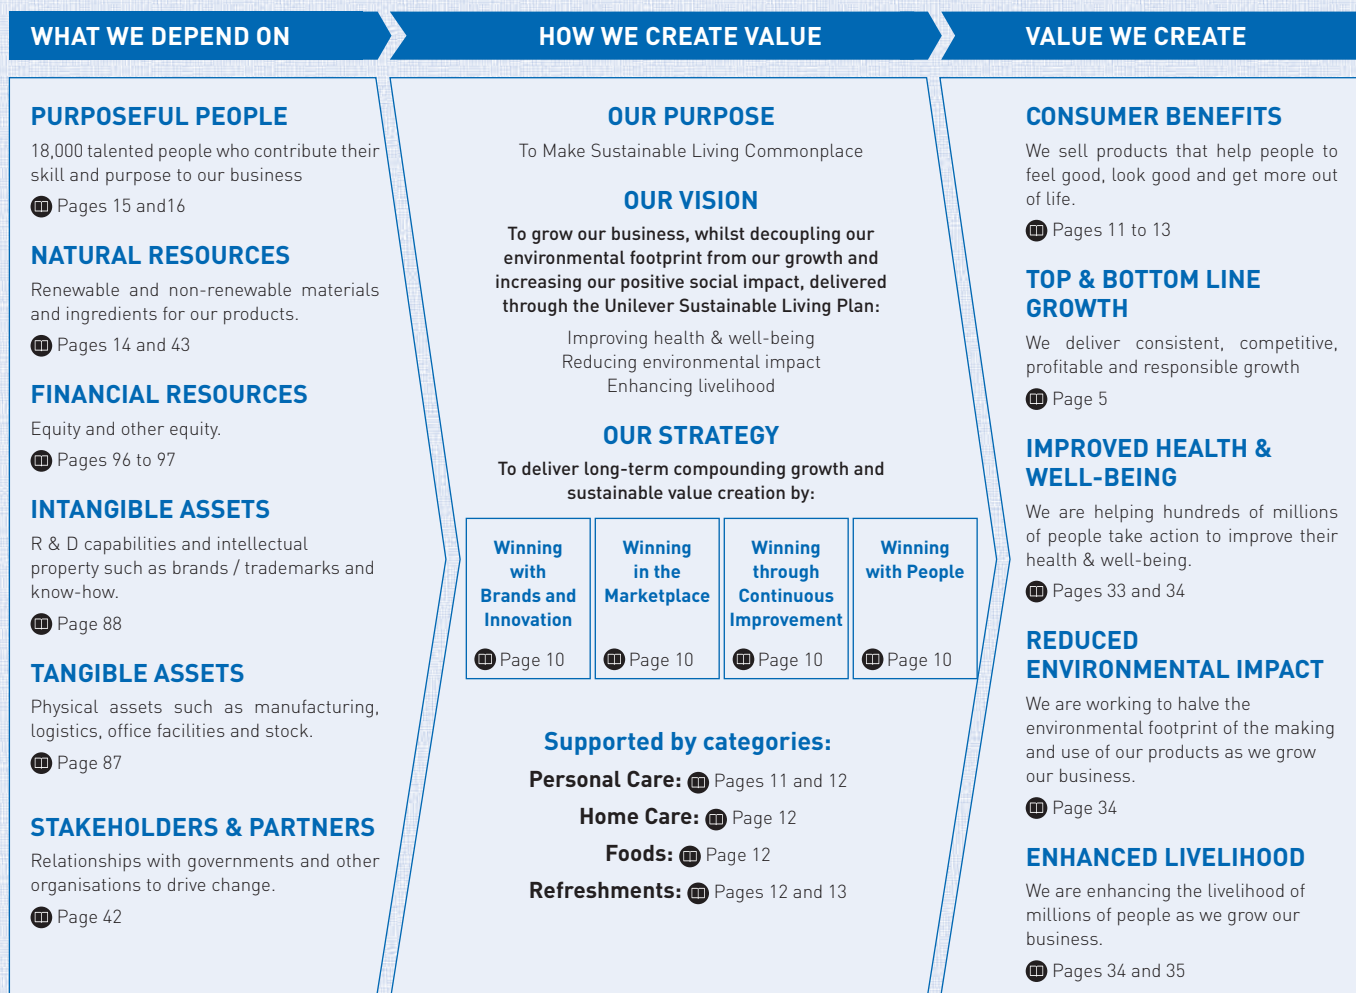 WHAT WE DEPEND ON
HOW WE CREATE VALUE
VALUE WE CREATE
PURPOSEFUL PEOPLE
18,000 talented people who contribute their
skill and purpose to our business
Pages 15 and16
NATURAL RESOURCES
Renewable and non-renewable materials
and ingredients for our products.
Pages 14 and 43
FINANCIAL RESOURCES
Equity and other equity.
Pages 96 to 97
INTANGIBLE ASSETS
R & D capabilities and intellectual
property such as brands / trademarks and
know-how.
Page 88
TANGIBLE ASSETS
Physical assets such as manufacturing,
logistics, office facilities and stock.
Page 87
STAKEHOLDERS & PARTNERS
Relationships with governments and other
organisations to drive change.
Page 42
OUR PURPOSE
To Make Sustainable Living Commonplace
OUR VISION
To grow our business, whilst decoupling our
environmental footprint from our growth and
increasing our positive social impact, delivered
through the Unilever Sustainable Living Plan:
Improving health & well-being
Reducing environmental impact
Enhancing livelihood
OUR STRATEGY
To deliver long-term compounding growth and
sustainable value creation by:
Winning
with
Brands and
Innovation
Page 10
Winning
in the
Marketplace
Page 10
Winning
through
Continuous
Improvement
Page 10
Winning
with People
Page 10
Supported by categories:
Personal Care: Pages 11 and 12
Home Care: Page 12
Foods: Page 12
Refreshments: Pages 12 and 13
CONSUMER BENEFITS
We sell products that help people to
feel good, look good and get more out
of life.
Pages 11 to 13
TOP & BOTTOM LINE
GROWTH
We deliver consistent, competitive,
profitable and responsible growth
Page 5
IMPROVED HEALTH &
WELL-BEING
We are helping hundreds of millions
of people take action to improve their
health & well-being.
Pages 33 and 34
REDUCED
ENVIRONMENTAL IMPACT
We are working to halve the
environmental footprint of the making
and use of our products as we grow
our business.
Page 34
ENHANCED LIVELIHOOD
We are enhancing the livelihood of
millions of people as we grow our
business.
Pages 34 and 35